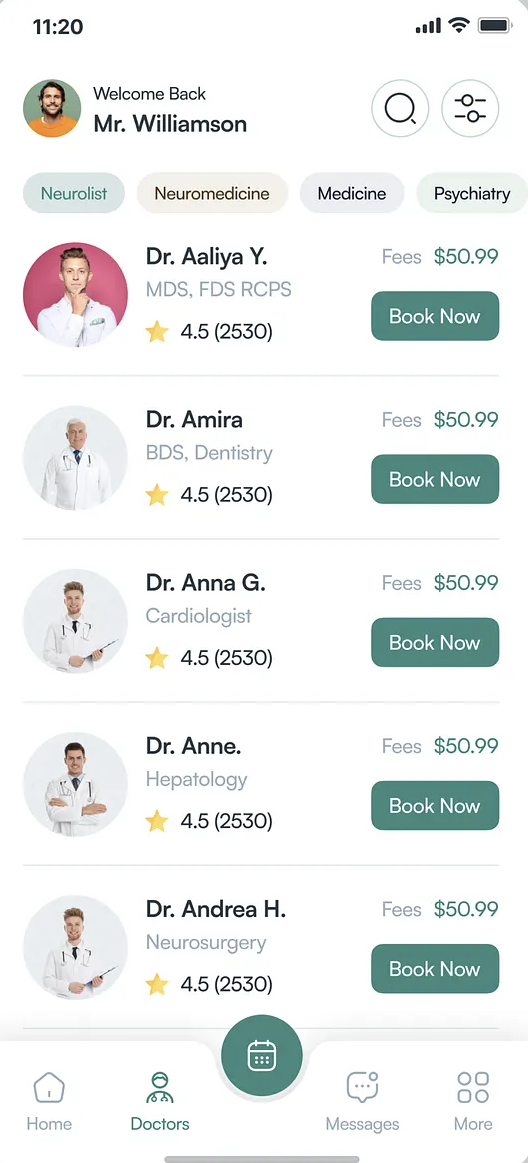 11:20
Welcome Back
Mr. Williamson
Neurolist Neuromedicine Medicine Psychiatry
Dr. Aaliya Y. Fees $50.99
MDS, FDS RCPS
Book Now
4.5 (2530)
Dr. Amira Fees $50.99
BDS, Dentistry
Book Now
4.5 (2530)
Dr. Anna G. Fees $50.99
Cardiologist
Book Now
4.5 (2530)
Dr. Anne. Fees $50.99
Hepatology
Book Now
4.5 (2530)
Dr. Andrea H. Fees $50.99
Neurosurgery
Book Now
4.5 (2530)
Home Doctors Messages More